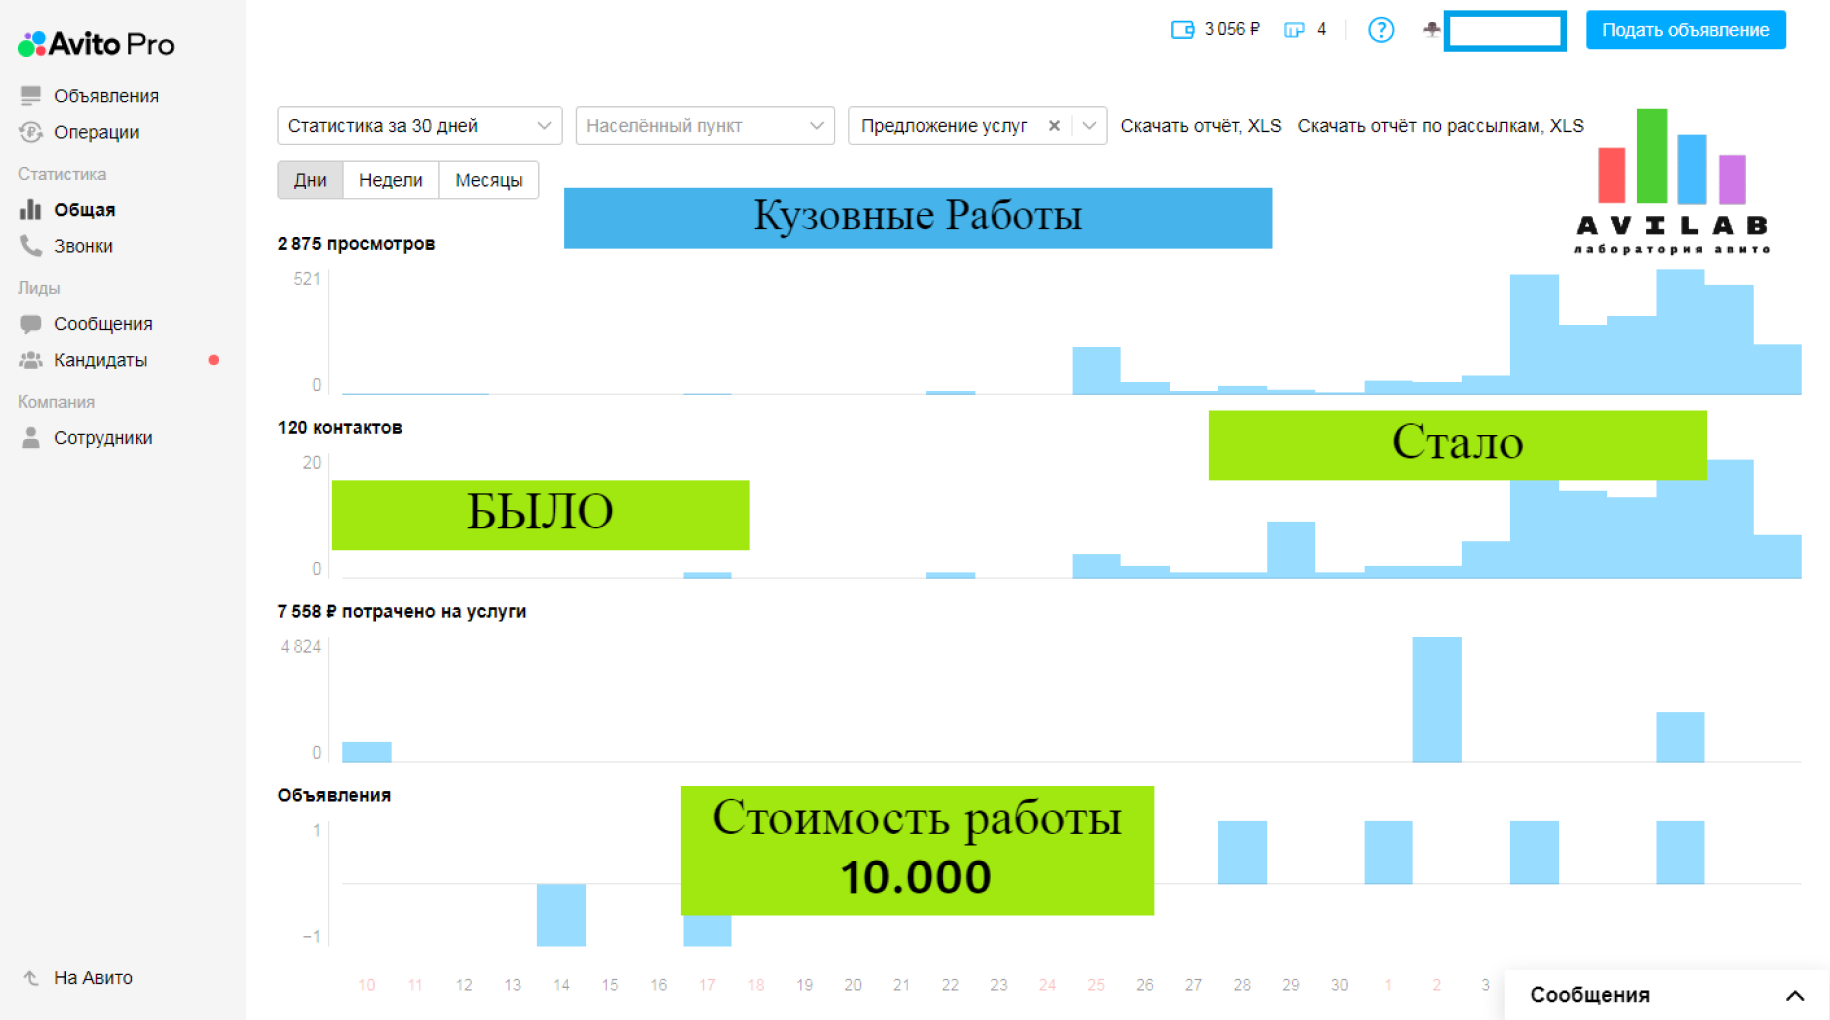 Avito Pro
3 056 ₽
4
?
Подать объявление
Объявления
Операции
Статистика
Общая
Звонки
Лиды
Сообщения
Кандидаты
Компания
Сотрудники
На Авито
Статистика за 30 дней
Населённый пункт
Предложение услуг
Скачать отчёт, XLS
Скачать отчёт по рассылкам, XLS
Дни
Недели
Месяцы
Кузовные Работы
AVILAB
лаборатория авито
2 875 просмотров
521
0
120 контактов
Стало
20
БЫЛО
0
7 558 ₽ потрачено на услуги
4 824
0
Объявления
Стоимость работы
10.000
1
−1
10 11 12 13 14 15 16 17 18 19 20 21 22 23 24 25 26 27 28 29 30 1 2 3
Сообщения